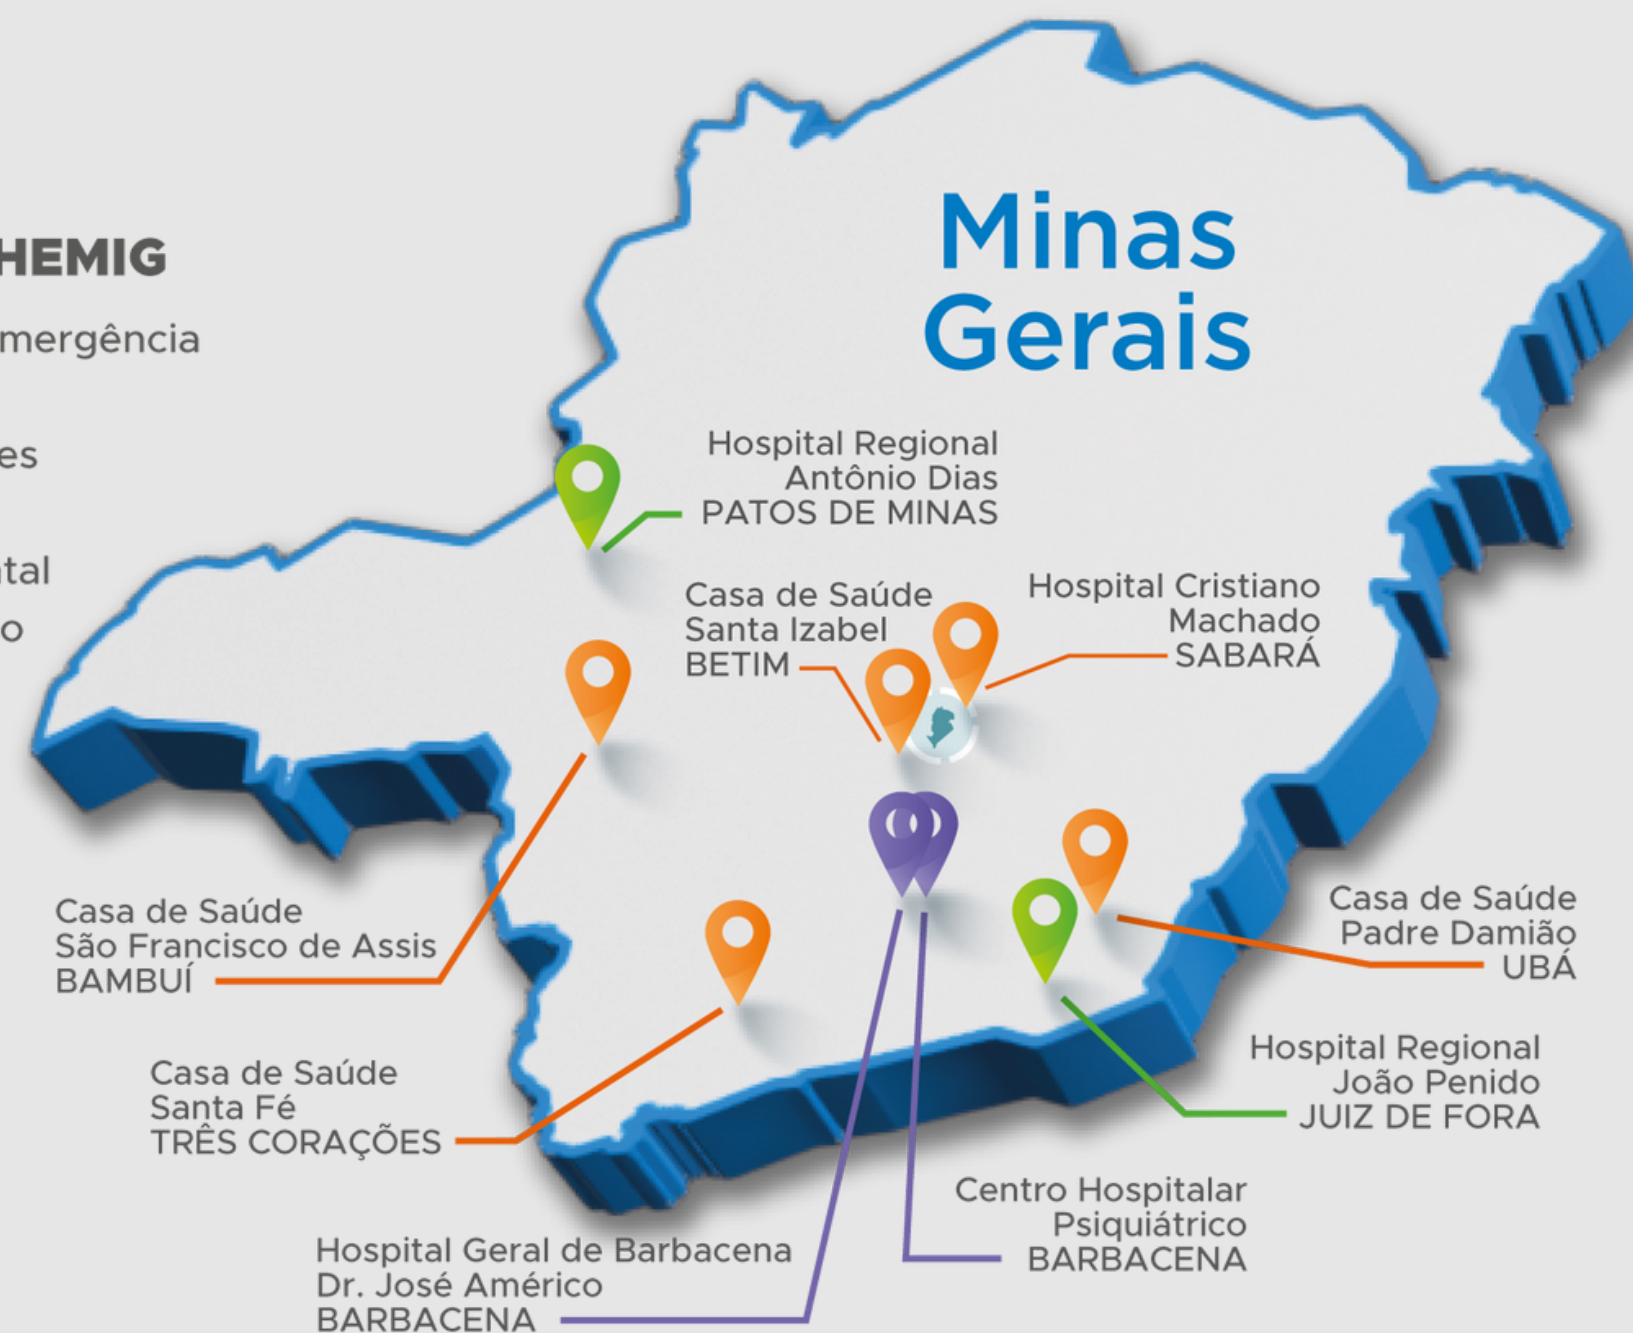 HEMIG
mergência
es
tal
o
Minas
Gerais
Hospital Regional
Antônio Dias
PATOS DE MINAS
Casa de Saúde
Santa Izabel
BETIM
Hospital Cristiano
Machado
SABARÁ
Casa de Saúde
São Francisco de Assis
BAMBUÍ
Casa de Saúde
Padre Damião
UBÁ
Casa de Saúde
Santa Fé
TRÊS CORAÇÕES
Hospital Regional
João Penido
JUIZ DE FORA
Centro Hospitalar
Psiquiátrico
BARBACENA
Hospital Geral de Barbacena
Dr. José Américo
BARBACENA